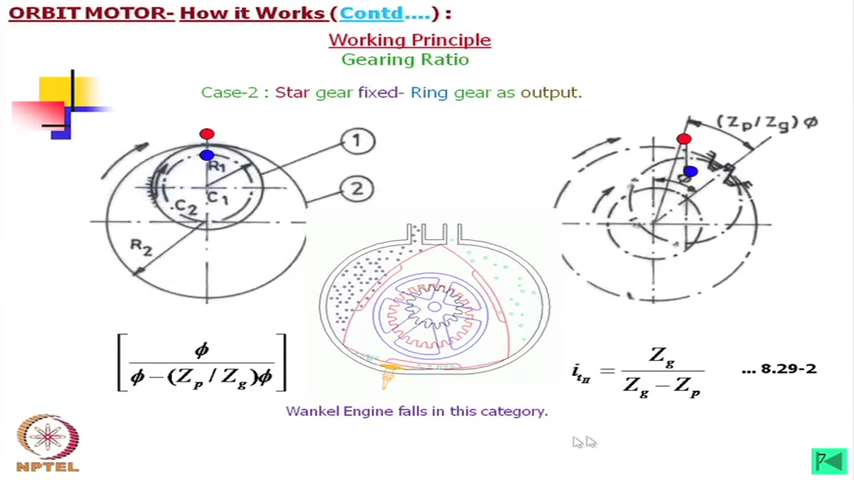 ORBIT MOTOR- How it Works (Contd....) :
Working Principle
Gearing Ratio
Case-2 : Star gear fixed- Ring gear as output.
(Zp/Zg)ϕ
1
R1
2
C1
C2
R2
ϕ
[ ϕ / (ϕ − (Zp / Zg)ϕ) ]
i_tII = Zg / (Zg − Zp) ... 8.29-2
Wankel Engine falls in this category.
NPTEL
7